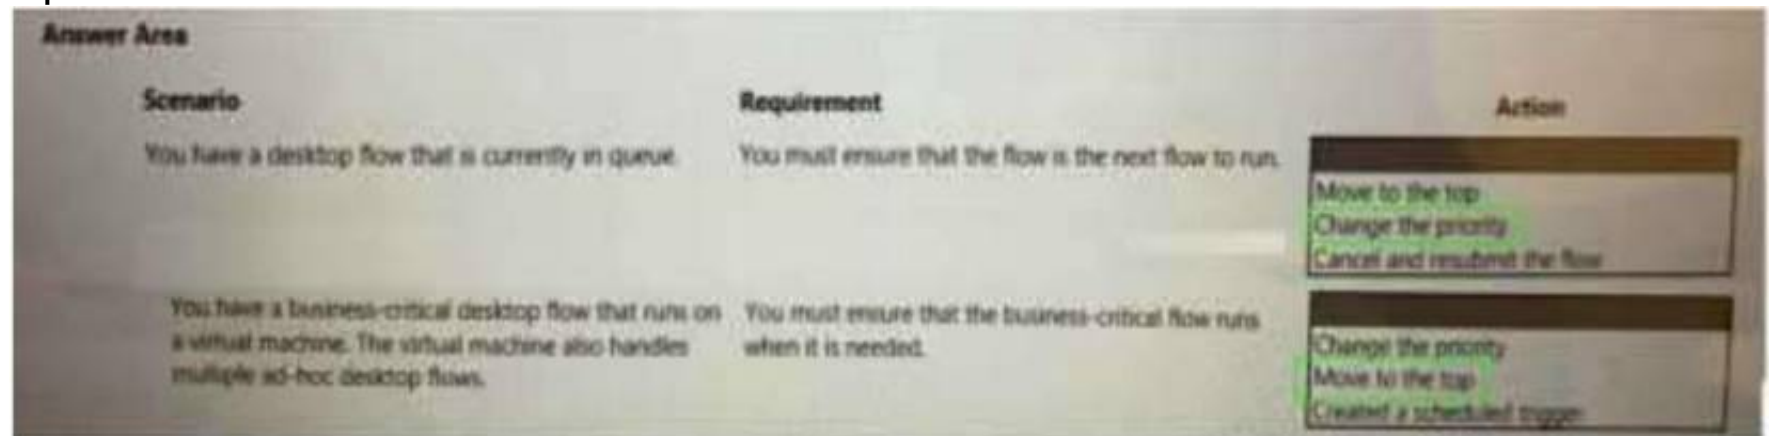 Answer Area
Scenario Requirement Action
You have a desktop flow that is currently in queue. You must ensure that the flow is the next flow to run.
Move to the top
Change the priority
Cancel and resubmit the flow
You have a business-critical desktop flow that runs on You must ensure that the business-critical flow runs
a virtual machine. The virtual machine also handles when it is needed.
multiple ad-hoc desktop flows.
Change the priority
Move to the top
Created a scheduled trigger